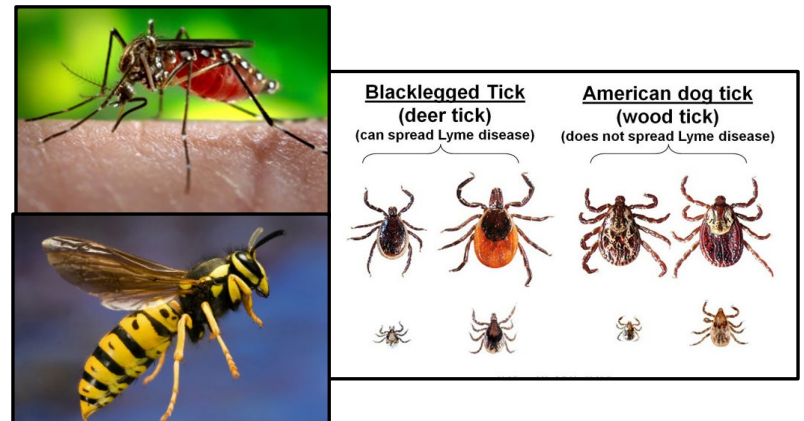 Blacklegged Tick
(deer tick)
(can spread Lyme disease)
American dog tick
(wood tick)
(does not spread Lyme disease)